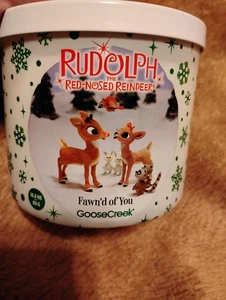 RUDOLPH
THE
RED-NOSED REINDEER
Fawn'd of You
GooseCreek